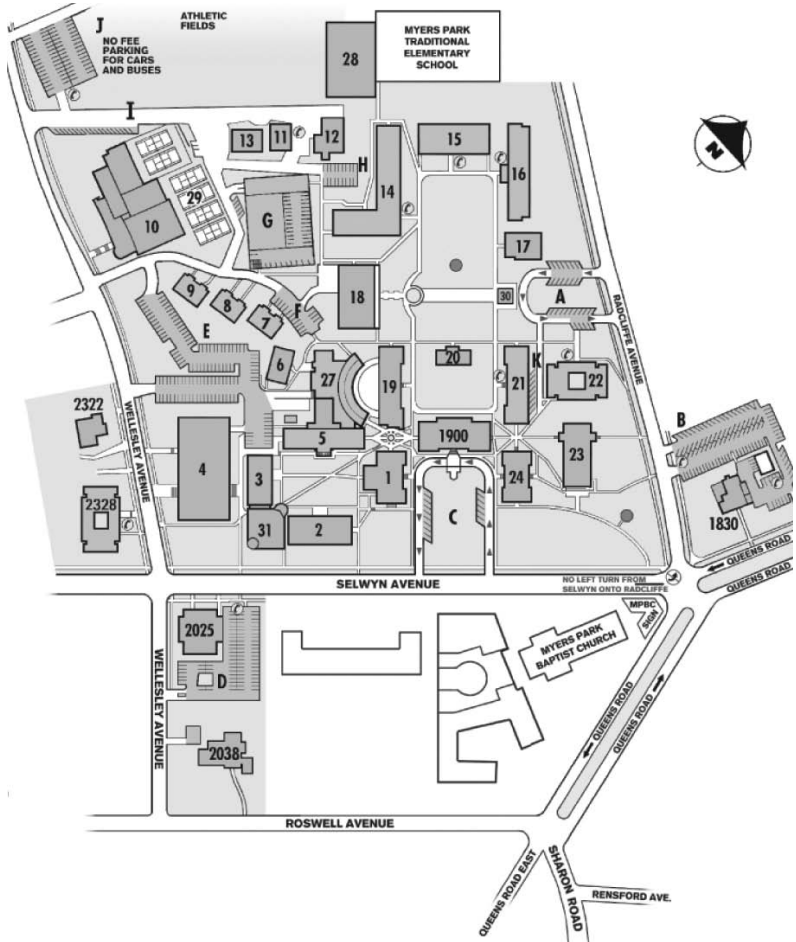 J
ATHLETIC
FIELDS
NO FEE
PARKING
FOR CARS
AND BUSES
28
MYERS PARK
TRADITIONAL
ELEMENTARY
SCHOOL
I
13
11
12
15
16
N
H
14
29
10
G
17
9
8
7
F
18
30
A
RADCLIFFE AVENUE
E
6
27
19
20
21
K
22
2322
WELLESLEY AVENUE
5
1900
B
4
3
1
24
23
2328
31
2
C
1830
QUEENS ROAD
QUEENS ROAD
SELWYN AVENUE
NO LEFT TURN FROM
SELWYN ONTO RADCLIFFE
MPBC
SIGN
2025
MYERS PARK
BAPTIST CHURCH
WELLESLEY AVENUE
D
QUEENS ROAD
QUEENS ROAD
2038
ROSWELL AVENUE
QUEENS ROAD EAST
SHARON ROAD
RENSFORD AVE.